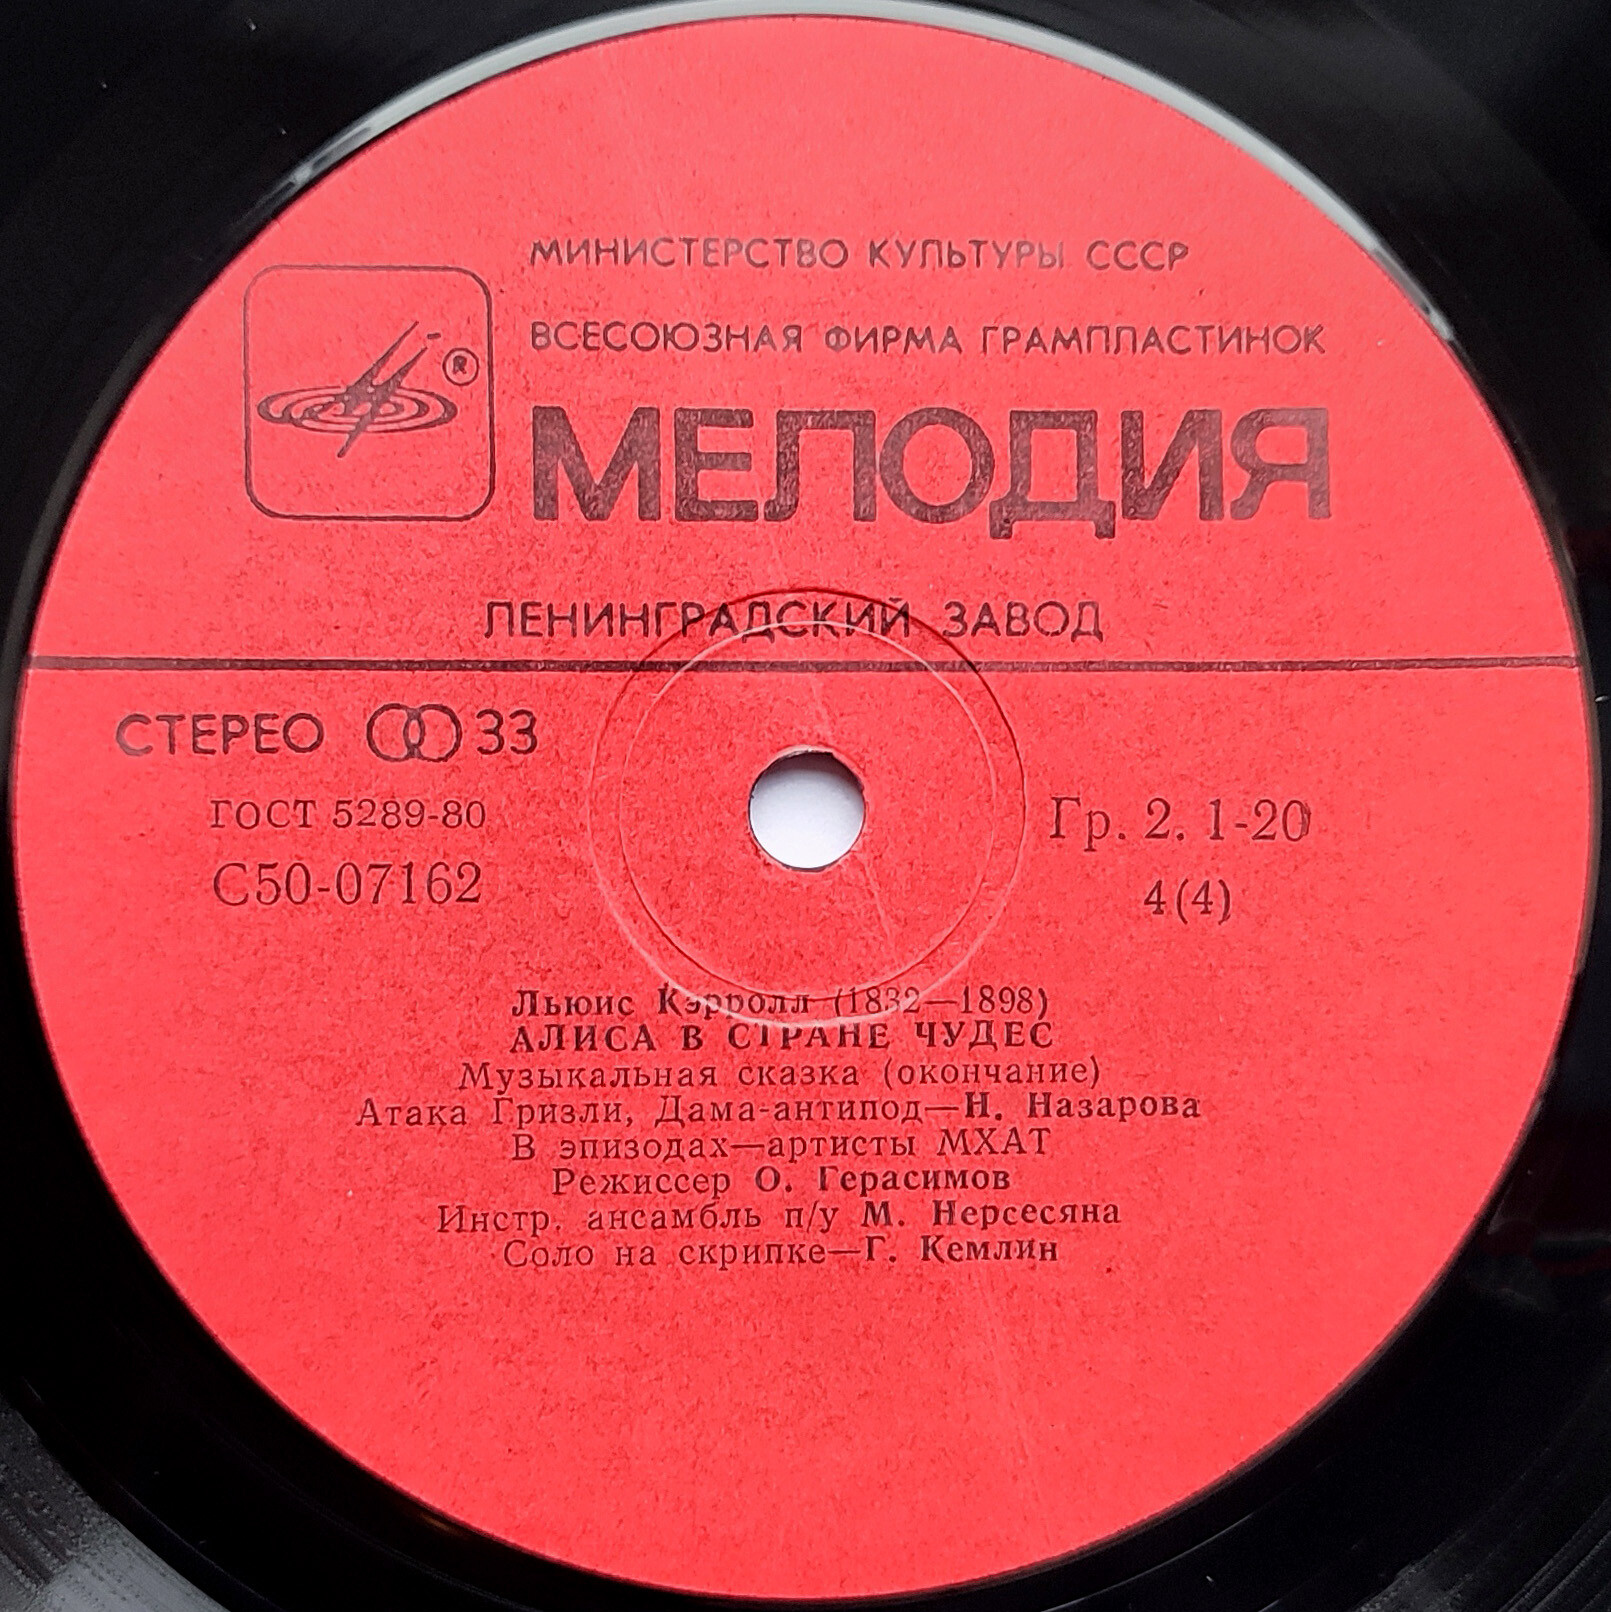 МИНИСТЕРСТВО КУЛЬТУРЫ СССР
ВСЕСОЮЗНАЯ ФИРМА ГРАМПЛАСТИНОК
®
МЕЛОДИЯ
ЛЕНИНГРАДСКИЙ ЗАВОД
СТЕРЕО 33
ГОСТ 5289-80
С50-07162
Гр. 2. 1-20
4(4)
Льюис Кэрролл (1832—1898)
АЛИСА В СТРАНЕ ЧУДЕС
Музыкальная сказка (окончание)
Атака Гризли, Дама-антипод—Н. Назарова
В эпизодах—артисты МХАТ
Режиссер О. Герасимов
Инстр. ансамбль п/у М. Нерсесяна
Соло на скрипке—Г. Кемлин